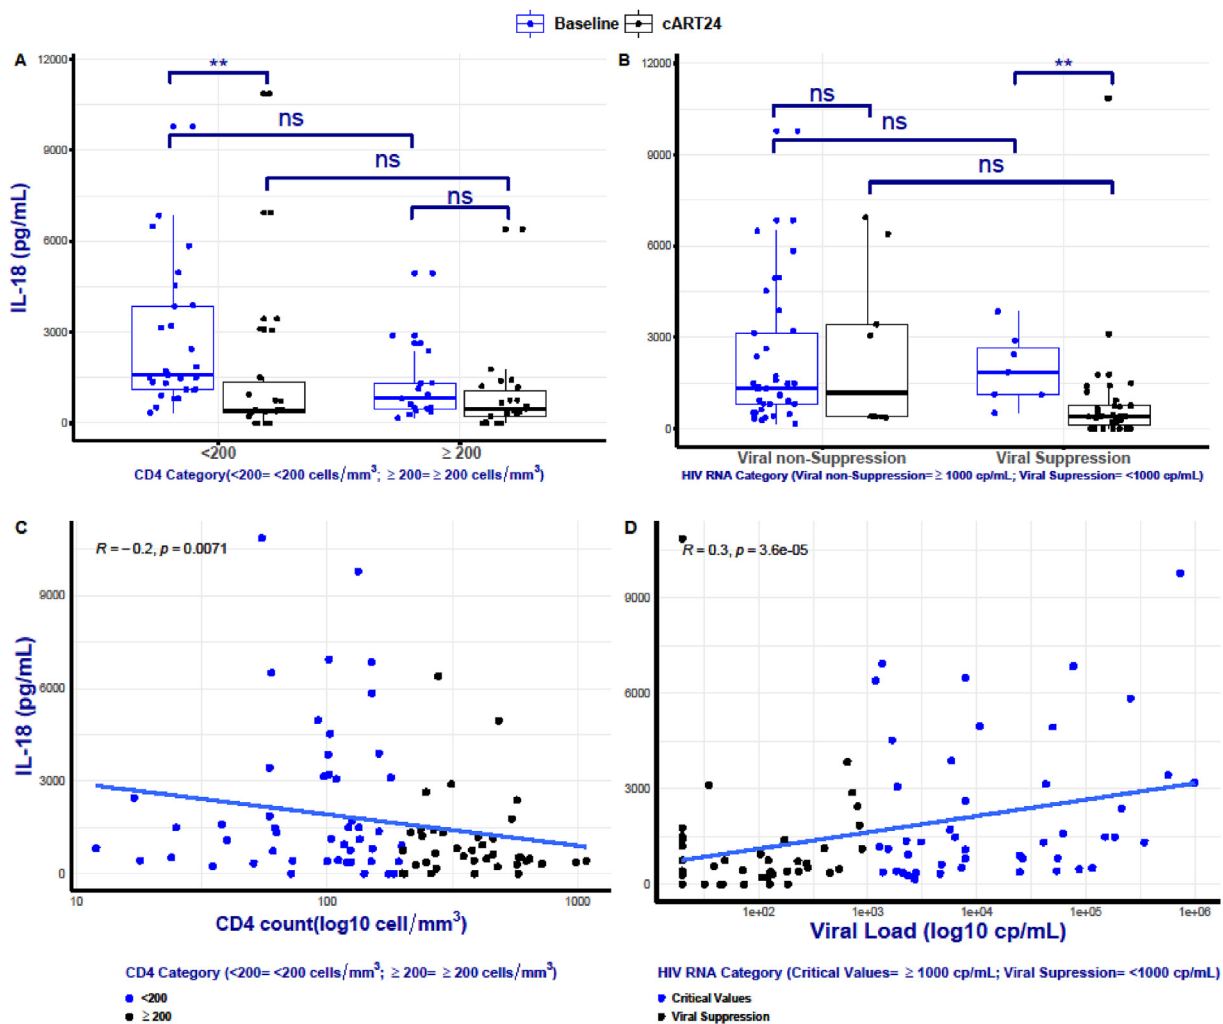 Baseline cART24
A
**
ns
ns
ns
12000
9000
6000
3000
0
IL-18 (pg/mL)
<200
≥ 200
CD4 Category(<200= <200 cells/mm³; ≥ 200= ≥ 200 cells/mm³)
B
ns
**
ns
ns
12000
9000
6000
3000
0
Viral non-Suppression
Viral Suppression
HIV RNA Category (Viral non-Suppression= ≥ 1000 cp/mL; Viral Supression= <1000 cp/mL)
C
R = – 0.2, p = 0.0071
9000
6000
3000
0
IL-18 (pg/mL)
10
100
1000
CD4 count(log10 cell/mm³)
CD4 Category (<200= <200 cells/mm³; ≥ 200= ≥ 200 cells/mm³)
<200
≥ 200
D
R = 0.3, p = 3.6e-05
9000
6000
3000
0
1e+02
1e+03
1e+04
1e+05
1e+06
Viral Load (log10 cp/mL)
HIV RNA Category (Critical Values= ≥ 1000 cp/mL; Viral Supression= <1000 cp/mL)
Critical Values
Viral Suppression